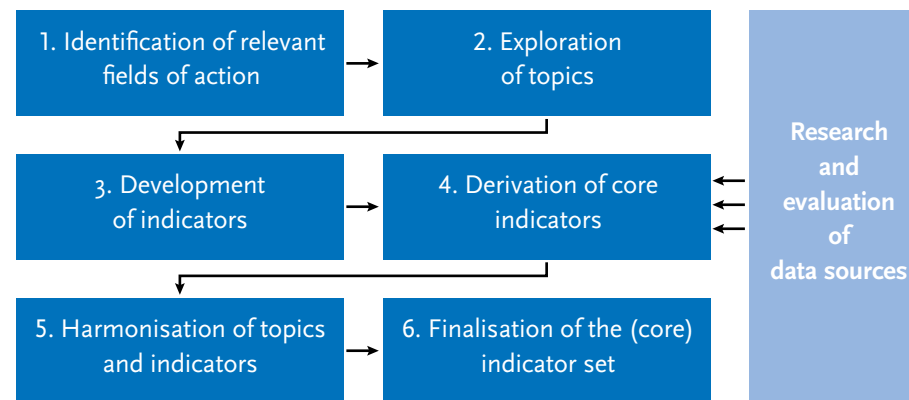 1. Identification of relevant
fields of action
2. Exploration
of topics
3. Development
of indicators
4. Derivation of core
indicators
5. Harmonisation of topics
and indicators
6. Finalisation of the (core)
indicator set
Research
and
evaluation
of
data sources